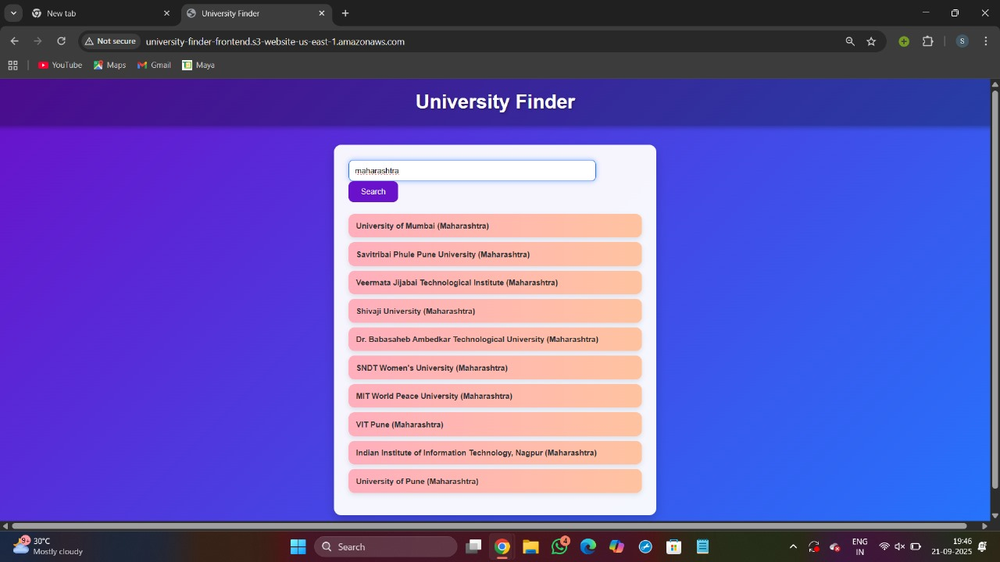 New tab
University Finder
Not secure
university-finder-frontend.s3-website-us-east-1.amazonaws.com
S
YouTube
Maps
Gmail
Maya
University Finder
maharashtra
Search
University of Mumbai (Maharashtra)
Savitribai Phule Pune University (Maharashtra)
Veermata Jijabai Technological Institute (Maharashtra)
Shivaji University (Maharashtra)
Dr. Babasaheb Ambedkar Technological University (Maharashtra)
SNDT Women's University (Maharashtra)
MIT World Peace University (Maharashtra)
VIT Pune (Maharashtra)
Indian Institute of Information Technology, Nagpur (Maharashtra)
University of Pune (Maharashtra)
9+
30°C
Mostly cloudy
Search
4
ENG
IN
19:46
21-09-2025